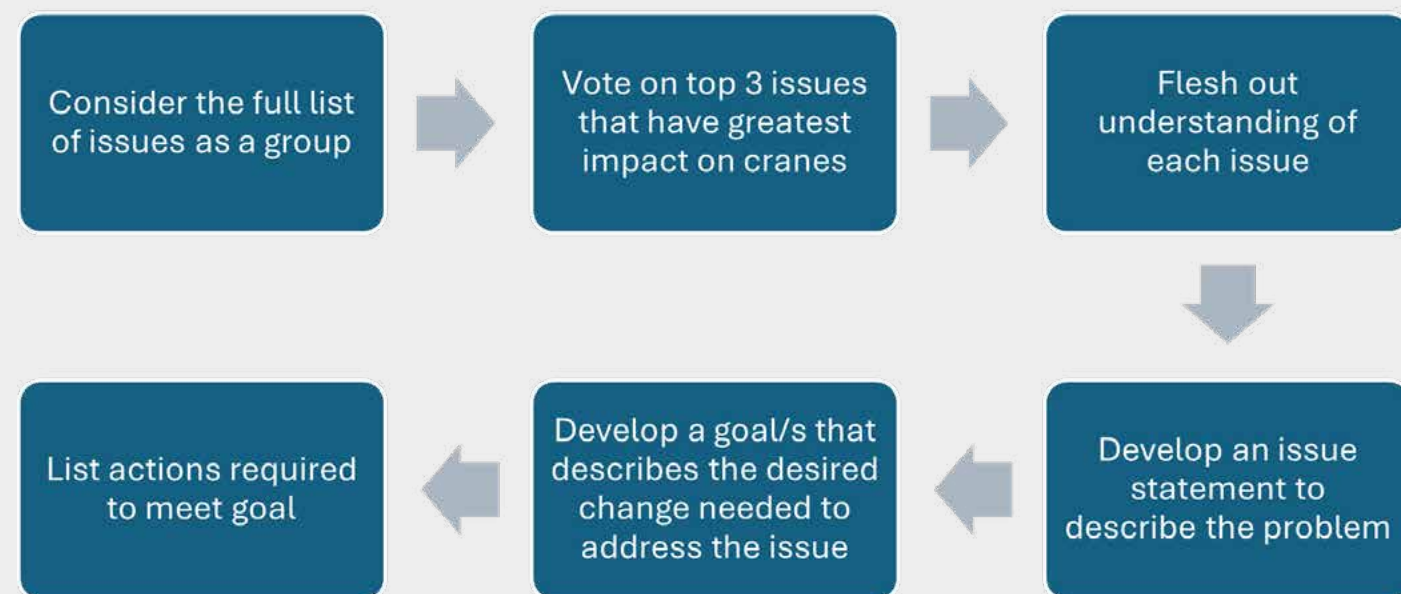 Consider the full list
of issues as a group
Vote on top 3 issues
that have greatest
impact on cranes
Flesh out
understanding of
each issue
Develop an issue
statement to
describe the problem
Develop a goal/s that
describes the desired
change needed to
address the issue
List actions required
to meet goal